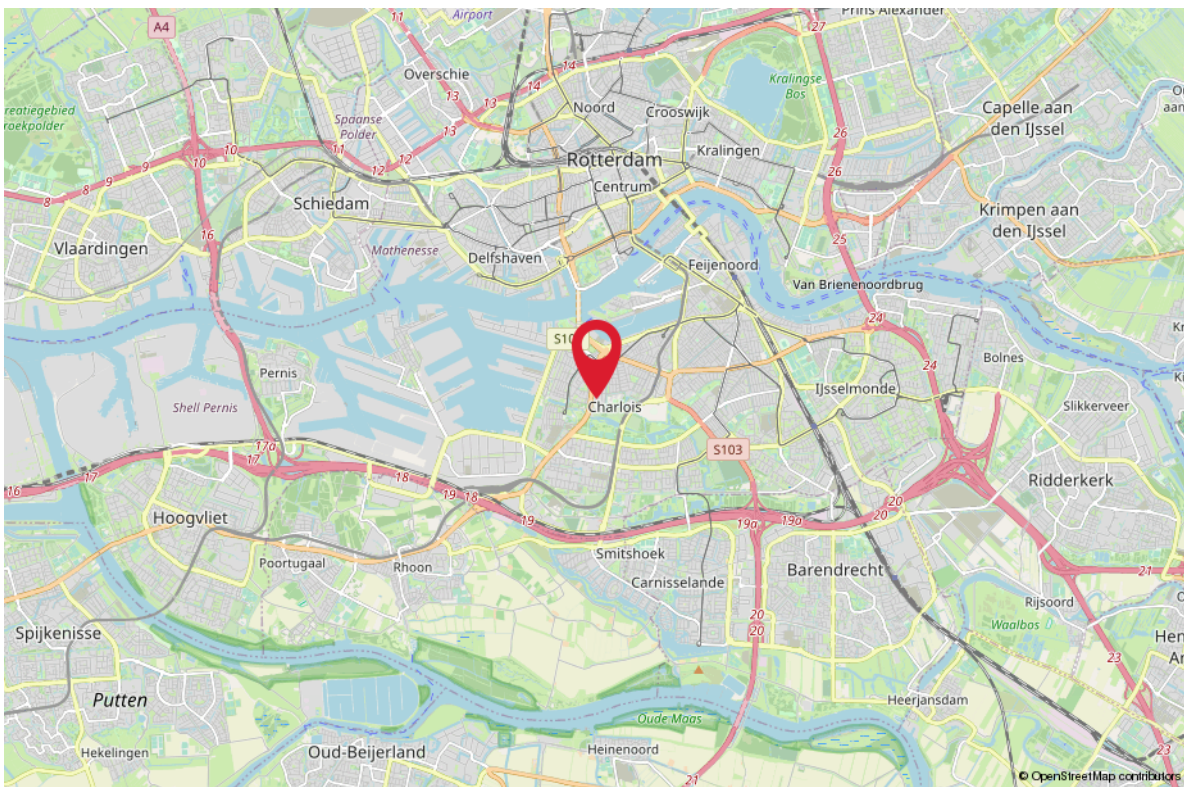 Airport
Prins Alexander
A4
11
27
Overschie
14
14
13
13
13
Noord
Crooswijk
Kralingse-
Bos
Capelle aan
den IJssel
Spaanse
Polder
26
10
10
9
9
8
8
11
12
12
Rotterdam
Kralingen
26
Centrum
Schiedam
Krimpen aan
den IJssel
16
25
Vlaardingen
Mathenesse
Delfshaven
Feijenoord
Van Brienenoordbrug
24
24
Bolnes
Pernis
IJsselmonde
Shell Pernis
Charlois
Slikkerveer
17a
17
17
16
18
18
19
19
S103
20
20
19a
19a
Ridderkerk
Hoogvliet
Poortugaal
Rhoon
Smitshoek
Carnisselande
Barendrecht
21
Rijsoord
Waalbos
20
20
Spijkenisse
23
Putten
Heerjansdam
Oude Maas
Hekelingen
Oud-Beijerland
Heinenoord
23
21
© OpenStreetMap contributors